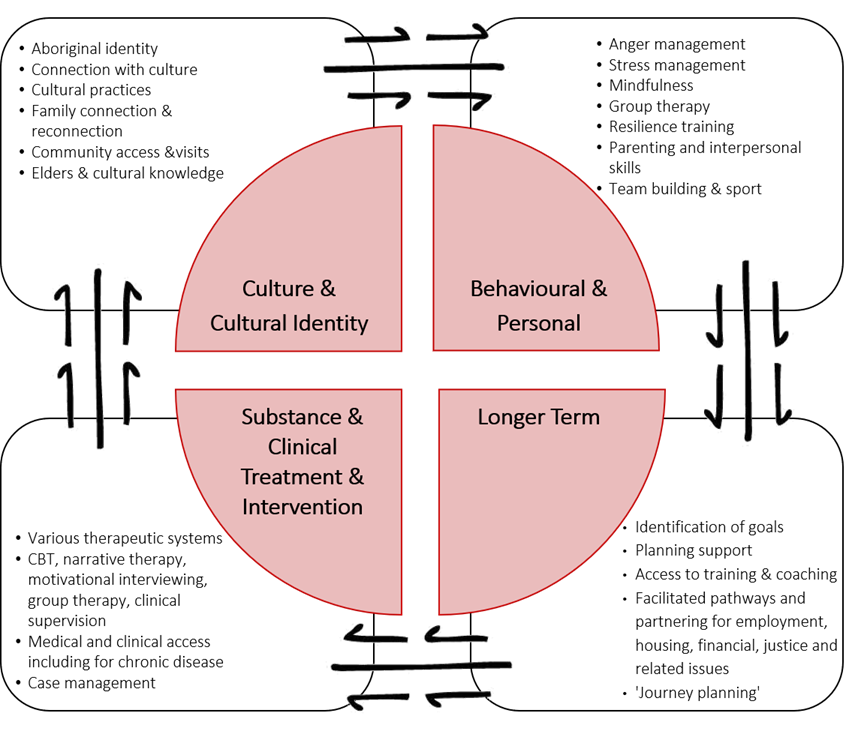 • Aboriginal identity
• Connection with culture
• Cultural practices
• Family connection &
reconnection
• Community access &visits
• Elders & cultural knowledge
• Anger management
• Stress management
• Mindfulness
• Group therapy
• Resilience training
• Parenting and interpersonal
skills
• Team building & sport
Culture &
Cultural Identity
Behavioural &
Personal
Substance &
Clinical
Treatment &
Intervention
Longer Term
• Various therapeutic systems
• CBT, narrative therapy,
motivational interviewing,
group therapy, clinical
supervision
• Medical and clinical access
including for chronic disease
• Case management
• Identification of goals
• Planning support
• Access to training & coaching
• Facilitated pathways and
partnering for employment,
housing, financial, justice and
related issues
• 'Journey planning'